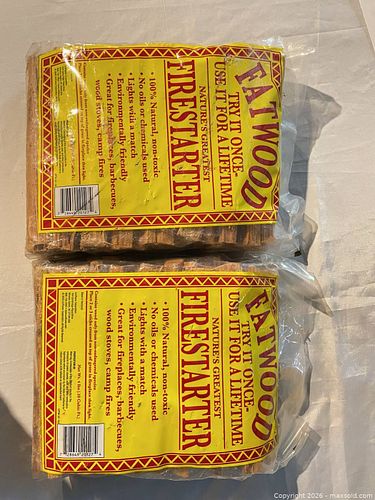 FATWOOD
TRY IT ONCE-
USE IT FOR A LIFETIME
NATURE'S GREATEST
FIRESTARTER
• 100% Natural, non-toxic
• No oils or chemicals used
• Lights with a match
• Environmentally friendly
• Great for fireplaces, barbecues,
wood stoves, camp fires
FATWOOD
TRY IT ONCE-
USE IT FOR A LIFETIME
NATURE'S GREATEST
FIRESTARTER
• 100% Natural, non-toxic
• No oils or chemicals used
• Lights with a match
• Environmentally friendly
• Great for fireplaces, barbecues,
wood stoves, camp fires
Copyright 2026 - maxsold.com